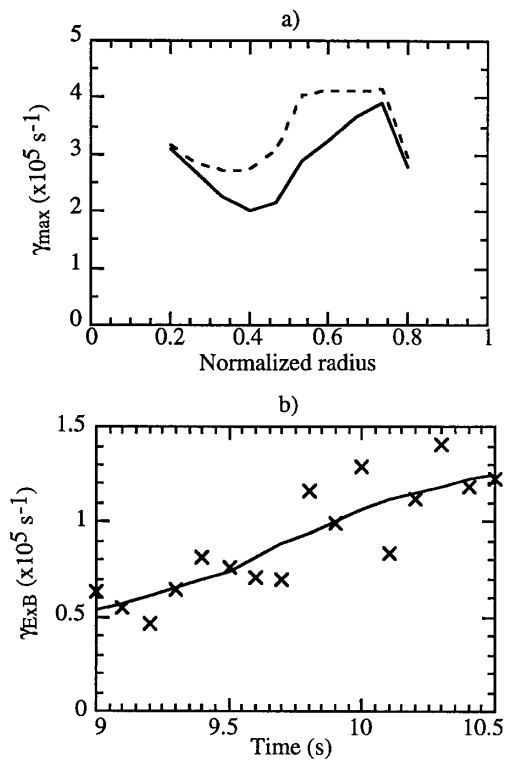 a)
5
4
3
2
1
0
γmax (x10^5 s^-1)
0 0.2 0.4 0.6 0.8 1
Normalized radius
b)
1.5
1
0.5
0
γExB (x10^5 s^-1)
9 9.5 10 10.5
Time (s)